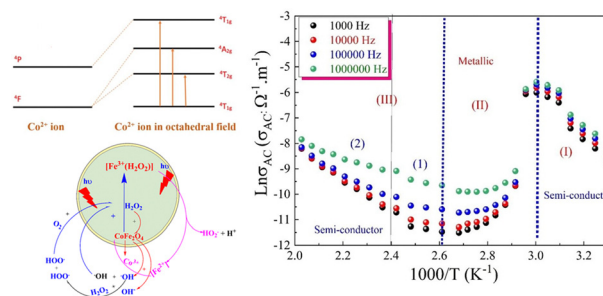 ⁴T₁g
⁴A₂g
⁴P
⁴T₂g
⁴F
⁴T₁g
Co²⁺ ion
Co²⁺ ion in octahedral field
[Fe³⁺(H₂O₂)]
hυ
hυ
H₂O₂
O₂
CoFe₂O₄
HO₂· + H⁺
HOO·
OH
OH·
HOO·
H₂O₂
OH·
1000 Hz
10000 Hz
100000 Hz
1000000 Hz
Metallic
(III)
(II)
(I)
(2)
(1)
Semi-conductor
Semi-conduct
Lnσ_AC (σ_AC: Ω⁻¹.m⁻¹)
-3
-4
-5
-6
-7
-8
-9
-10
-11
-12
2.0 2.2 2.4 2.6 2.8 3.0 3.2
1000/T (K⁻¹)